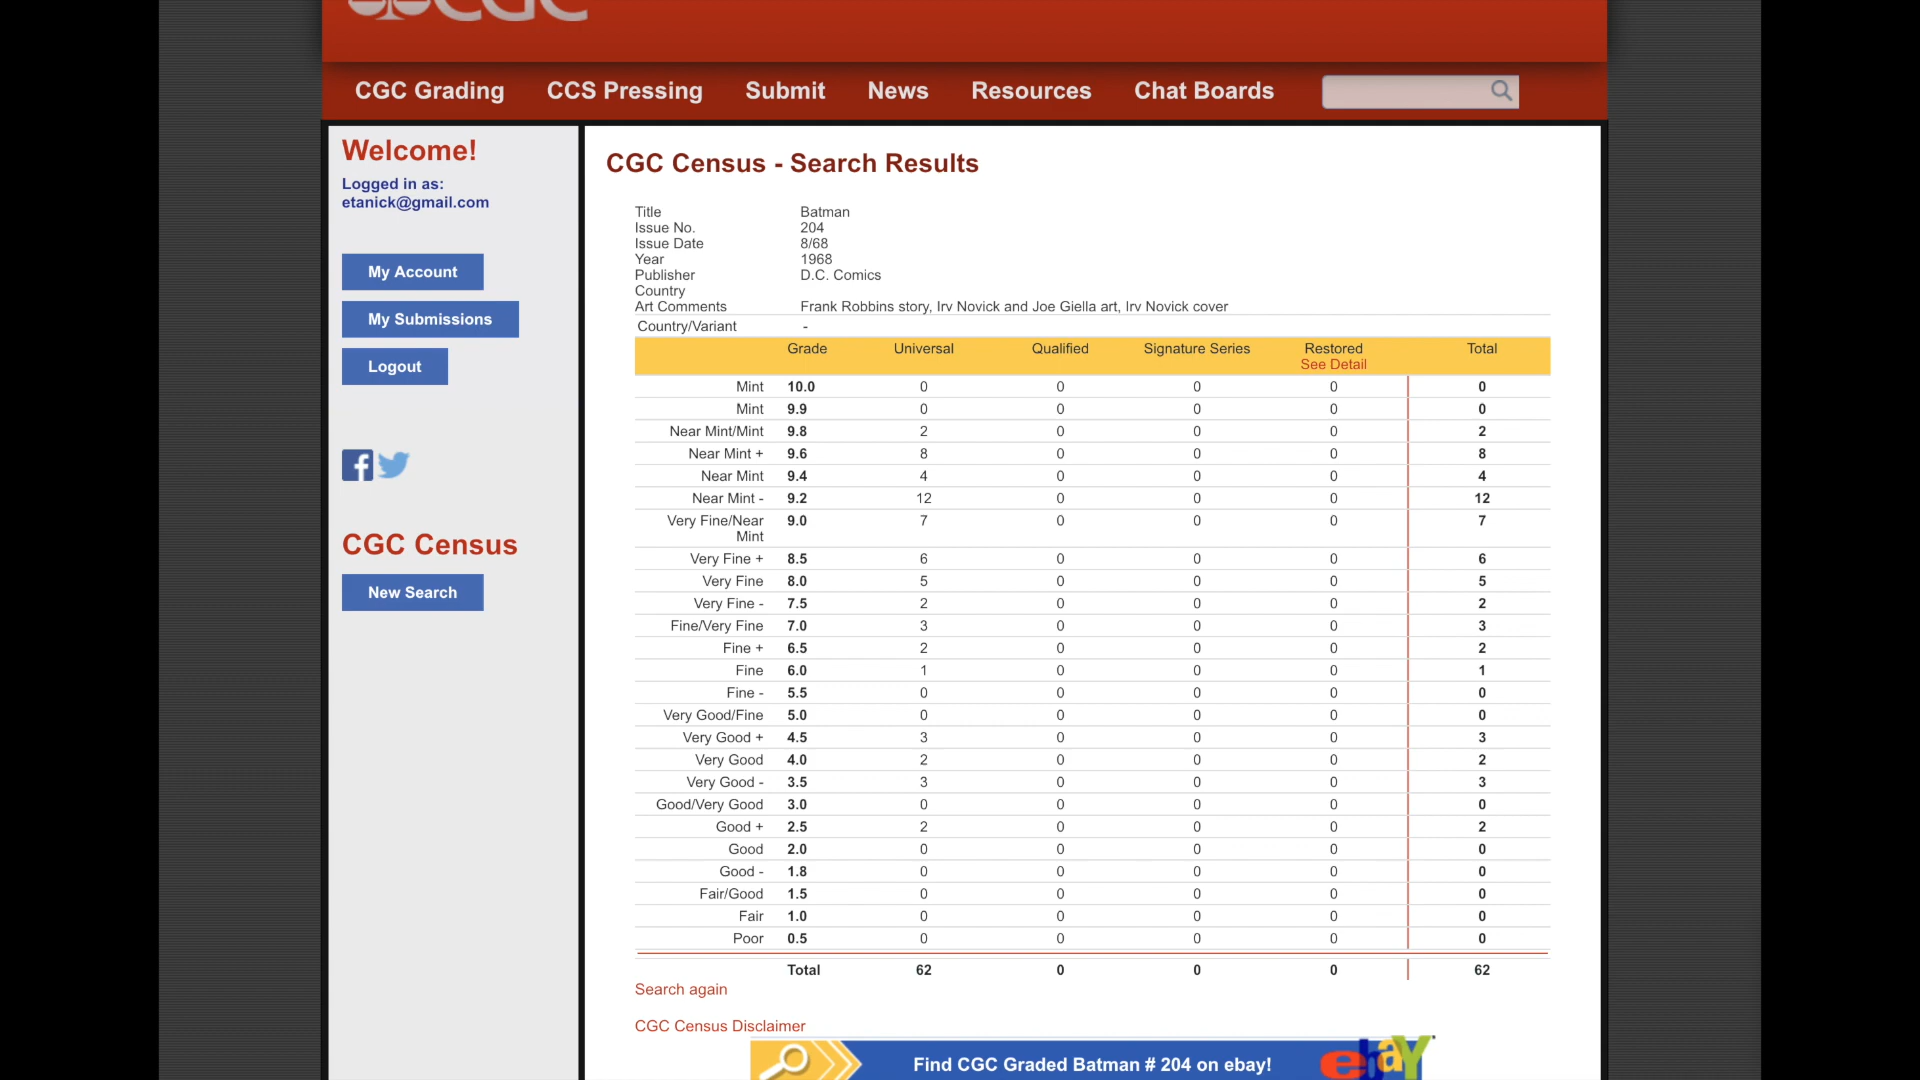 CGC
CGC Grading CCS Pressing Submit News Resources Chat Boards
Welcome!
Logged in as:
etanick@gmail.com
My Account
My Submissions
Logout
CGC Census
New Search
CGC Census - Search Results
Title Batman
Issue No. 204
Issue Date 8/68
Year 1968
Publisher D.C. Comics
Country
Art Comments Frank Robbins story, Irv Novick and Joe Giella art, Irv Novick cover
Country/Variant -
Grade Universal Qualified Signature Series Restored Total
See Detail
Mint 10.0 0 0 0 0 0
Mint 9.9 0 0 0 0 0
Near Mint/Mint 9.8 2 0 0 0 2
Near Mint + 9.6 8 0 0 0 8
Near Mint 9.4 4 0 0 0 4
Near Mint - 9.2 12 0 0 0 12
Very Fine/Near 9.0 7 0 0 0 7
Mint
Very Fine + 8.5 6 0 0 0 6
Very Fine 8.0 5 0 0 0 5
Very Fine - 7.5 2 0 0 0 2
Fine/Very Fine 7.0 3 0 0 0 3
Fine + 6.5 2 0 0 0 2
Fine 6.0 1 0 0 0 1
Fine - 5.5 0 0 0 0 0
Very Good/Fine 5.0 0 0 0 0 0
Very Good + 4.5 3 0 0 0 3
Very Good 4.0 2 0 0 0 2
Very Good - 3.5 3 0 0 0 3
Good/Very Good 3.0 0 0 0 0 0
Good + 2.5 2 0 0 0 2
Good 2.0 0 0 0 0 0
Good - 1.8 0 0 0 0 0
Fair/Good 1.5 0 0 0 0 0
Fair 1.0 0 0 0 0 0
Poor 0.5 0 0 0 0 0
Total 62 0 0 0 62
Search again
CGC Census Disclaimer
Find CGC Graded Batman # 204 on ebay! ebaY